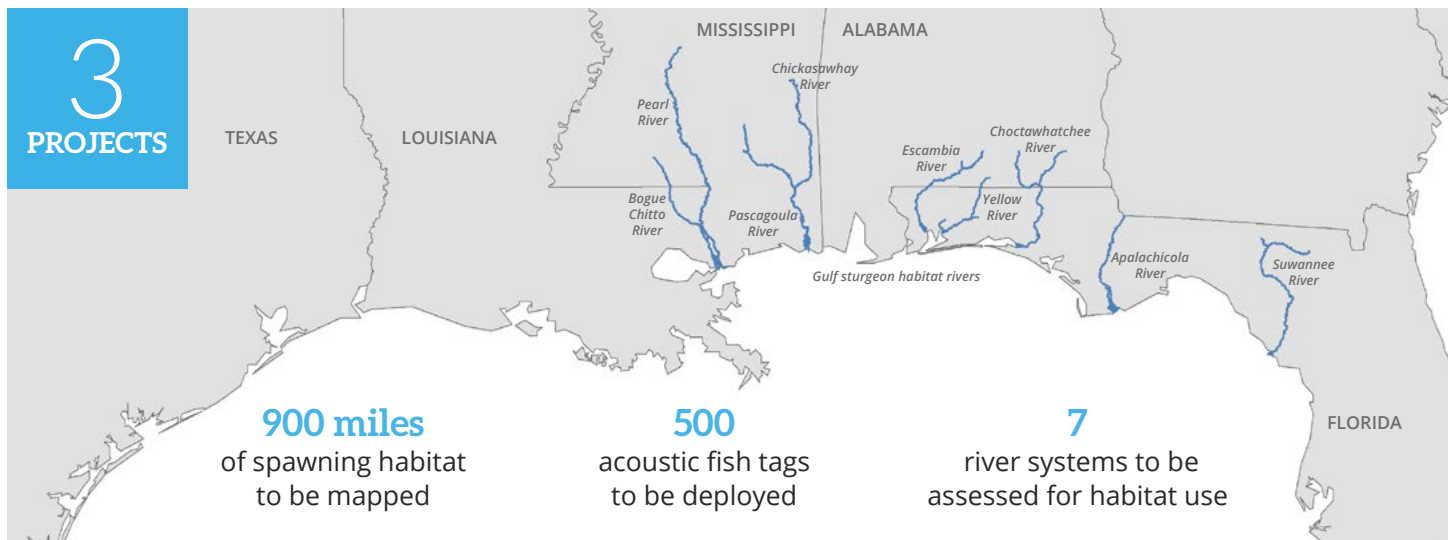 3
PROJECTS
TEXAS
LOUISIANA
MISSISSIPPI
ALABAMA
Pearl
River
Chickasawhay
River
Bogue
Chitto
River
Pascagoula
River
Escambia
River
Yellow
River
Choctawhatchee
River
Apalachicola
River
Suwannee
River
Gulf sturgeon habitat rivers
FLORIDA
900 miles
of spawning habitat
to be mapped
500
acoustic fish tags
to be deployed
7
river systems to be
assessed for habitat use